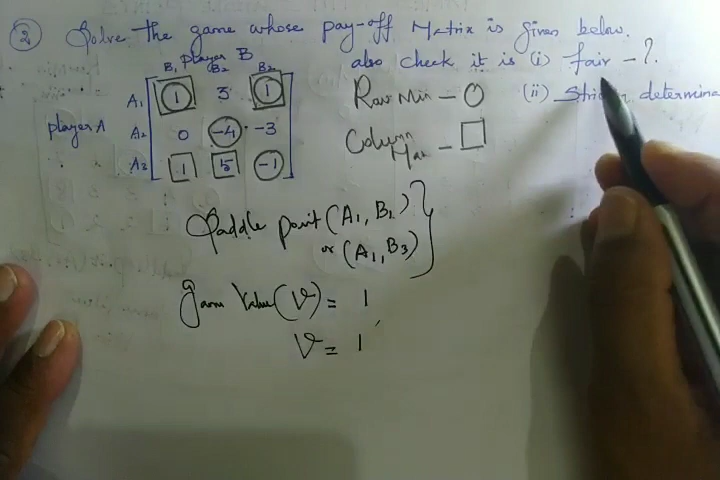 ② Solve the game whose pay-off Matrix is given below.
also check it is (i) fair - ?
(ii) determina
player B
B₁ B₂ B₃
A₁ 1 3 1
player A 0 -4 -3
A₃ 1 5 -1
Row Min - ○
Column Max - □
Saddle point (A₁, B₁)
or (A₁, B₃)
game Value (V) = 1
V = 1